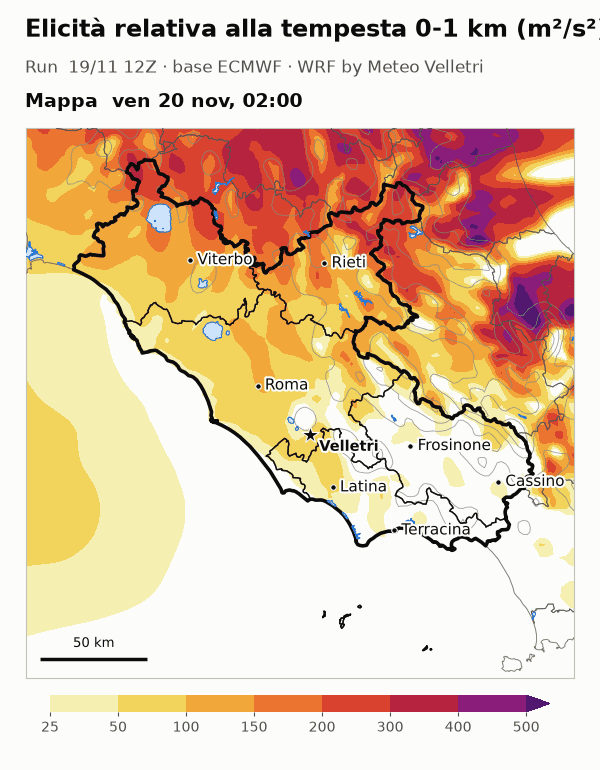 Elicità relativa alla tempesta 0-1 km (m²/s²)
Run 19/11 12Z · base ECMWF · WRF by Meteo Velletri
Mappa ven 20 nov, 02:00
Viterbo
Rieti
Roma
Velletri
Frosinone
Cassino
Latina
Terracina
50 km
25 50 100 150 200 300 400 500